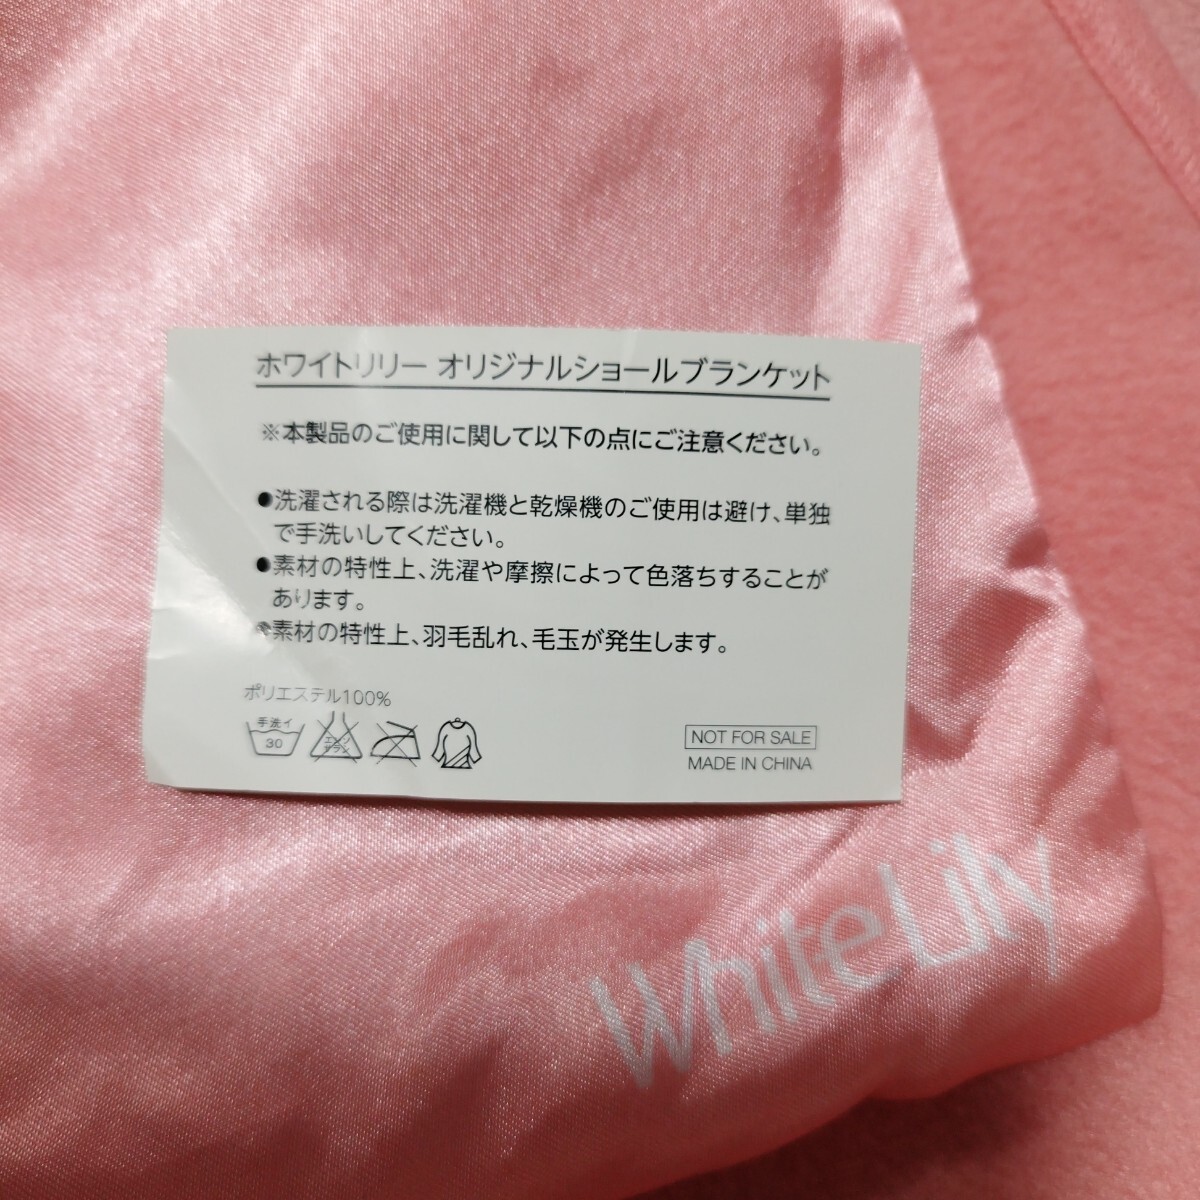 ホワイトリリー オリジナルショールブランケット
※本製品のご使用に関して以下の点にご注意ください。
●洗濯される際は洗濯機と乾燥機のご使用は避け、単独
で手洗いしてください。
●素材の特性上、洗濯や摩擦によって色落ちすることが
あります。
●素材の特性上、羽毛乱れ、毛玉が発生します。
ポリエステル100%
手洗イ
30
エンソ
サラシ
NOT FOR SALE
MADE IN CHINA
WhiteLily